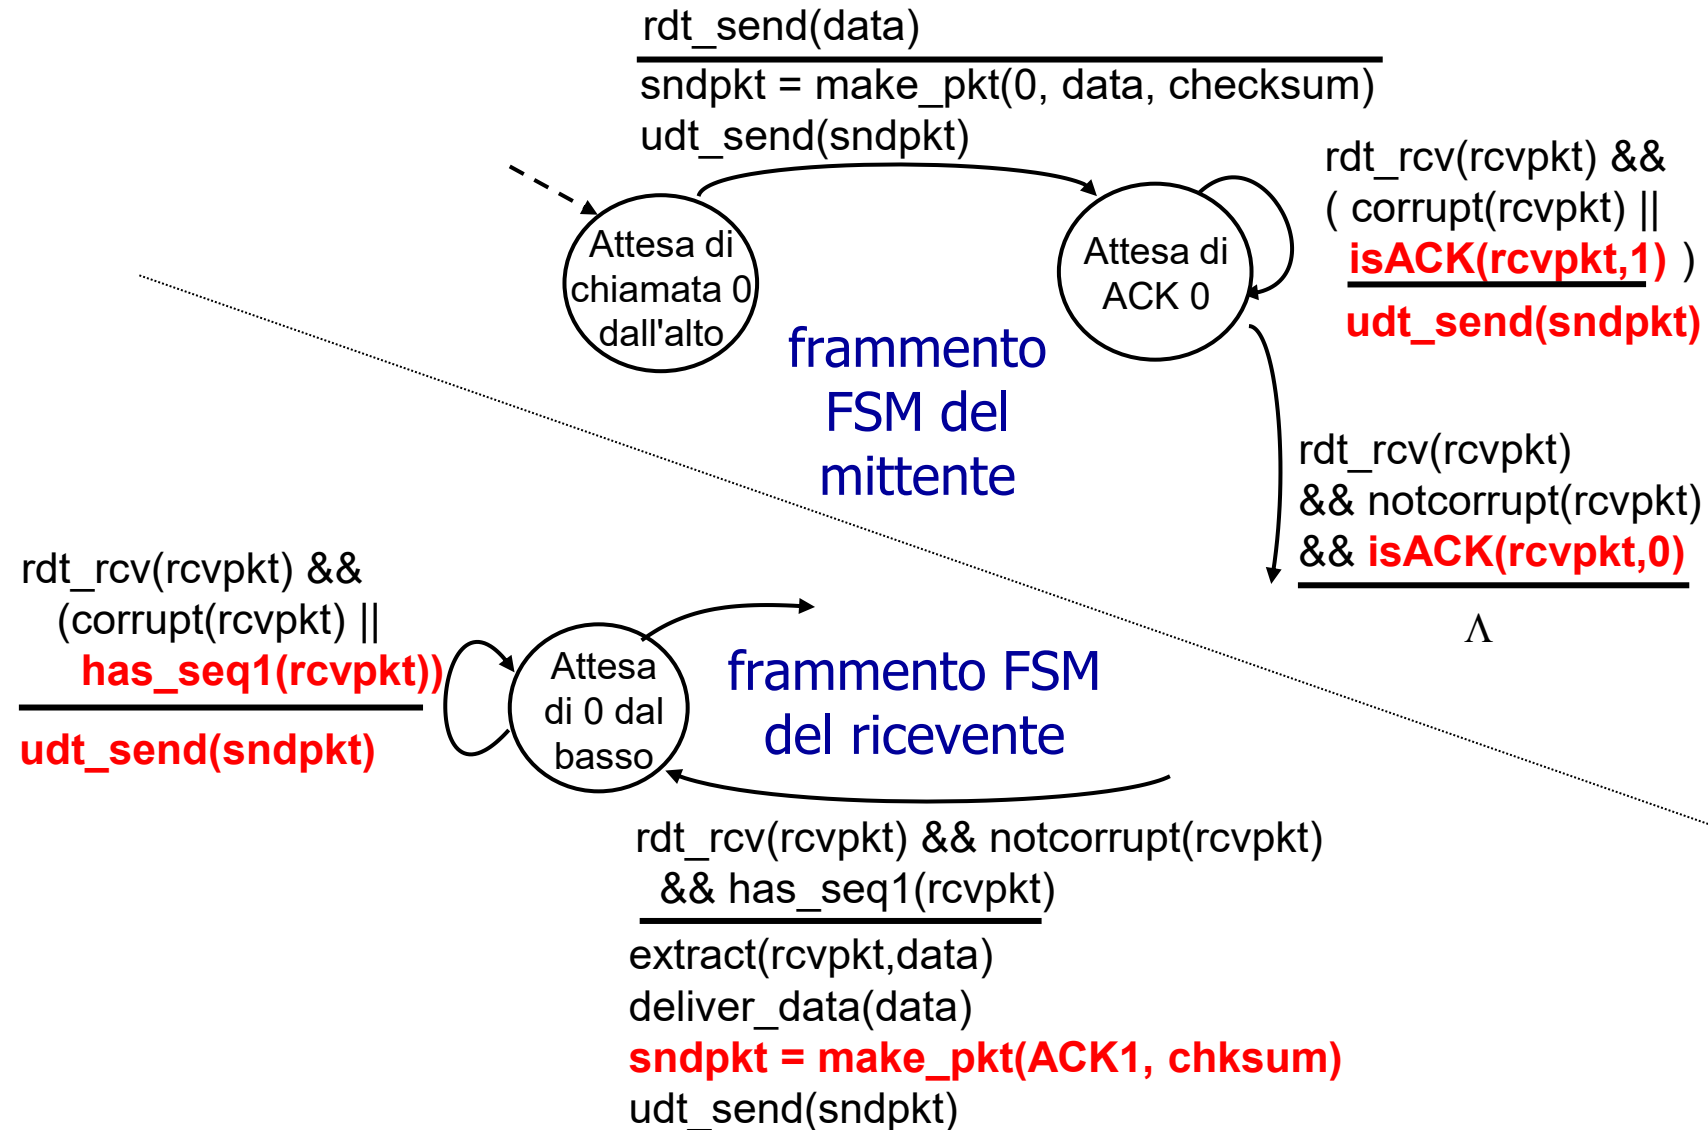 rdt_send(data)
sndpkt = make_pkt(0, data, checksum)
udt_send(sndpkt)
rdt_rcv(rcvpkt) &&
( corrupt(rcvpkt) ||
isACK(rcvpkt,1) )
udt_send(sndpkt)
Attesa di
chiamata 0
dall'alto
Attesa di
ACK 0
frammento
FSM del
mittente
rdt_rcv(rcvpkt)
&& notcorrupt(rcvpkt)
&& isACK(rcvpkt,0)
Λ
rdt_rcv(rcvpkt) &&
(corrupt(rcvpkt) ||
has_seq1(rcvpkt))
udt_send(sndpkt)
Attesa
di 0 dal
basso
frammento FSM
del ricevente
rdt_rcv(rcvpkt) && notcorrupt(rcvpkt)
&& has_seq1(rcvpkt)
extract(rcvpkt,data)
deliver_data(data)
sndpkt = make_pkt(ACK1, chksum)
udt_send(sndpkt)